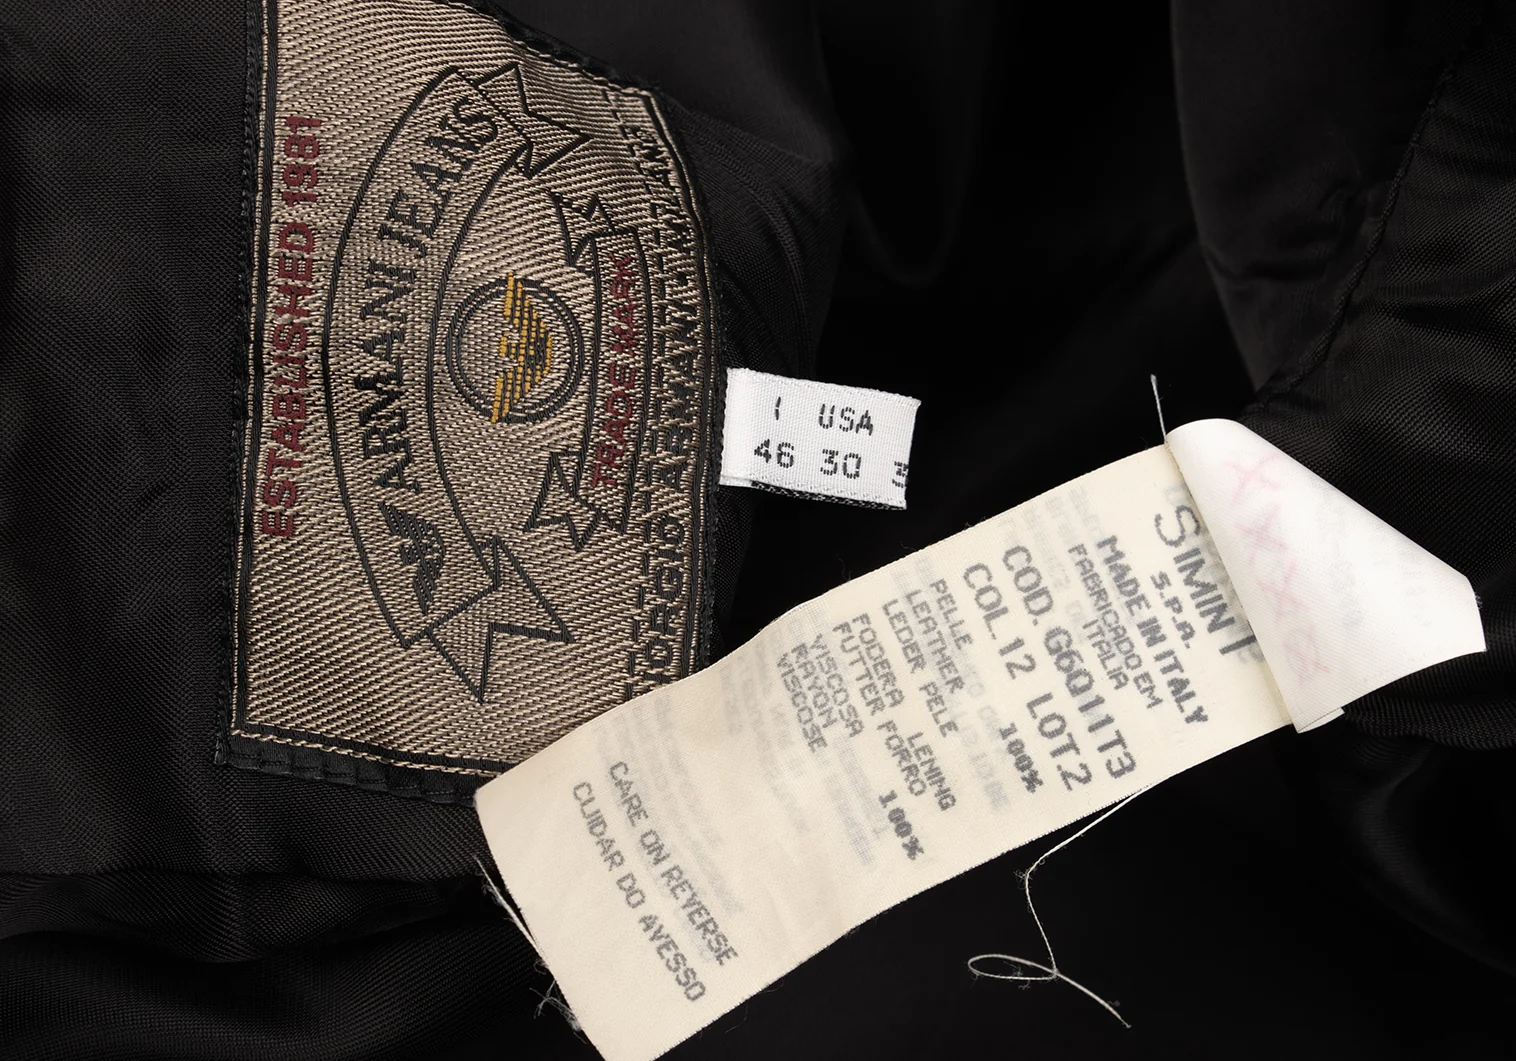 ESTABLISHED 1981
ARMANI JEANS
TRADE MARK
GIORGIO ARMANI
I USA
46 30
SIMINT
S.P.A.
MADE IN ITALY
FABRICADO EM
ITALIA
COD. G6Q11T3
COL. 12 LOT.2
PELLE 100%
LEATHER
LEDER PELE
FODERA LENING
FUTTER FORRO
VISCOSA 100%
RAYON
VISCOSE
CARE ON REVERSE
CUIDAR DO AVESSO